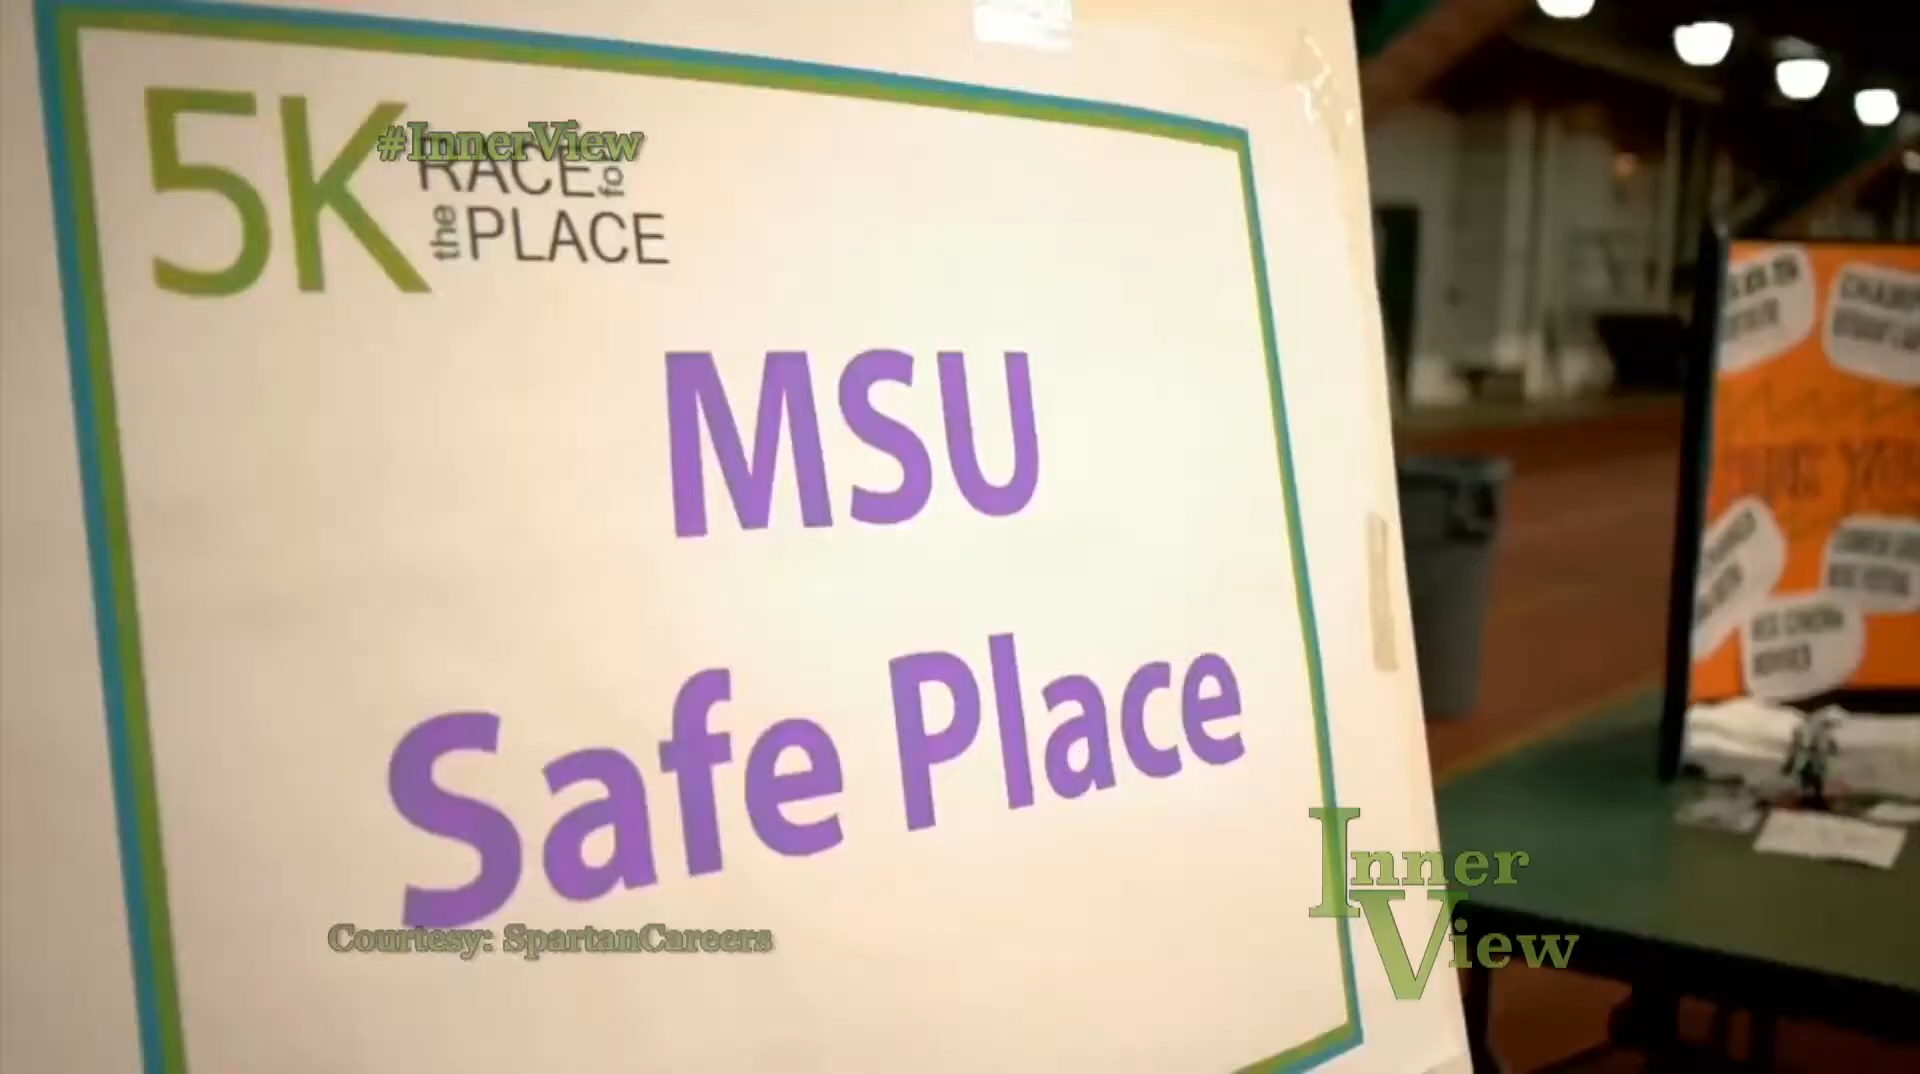 5K
#InnerView
RACE for
the PLACE
MSU
Safe Place
Courtesy: SpartanCareers
Inner
View